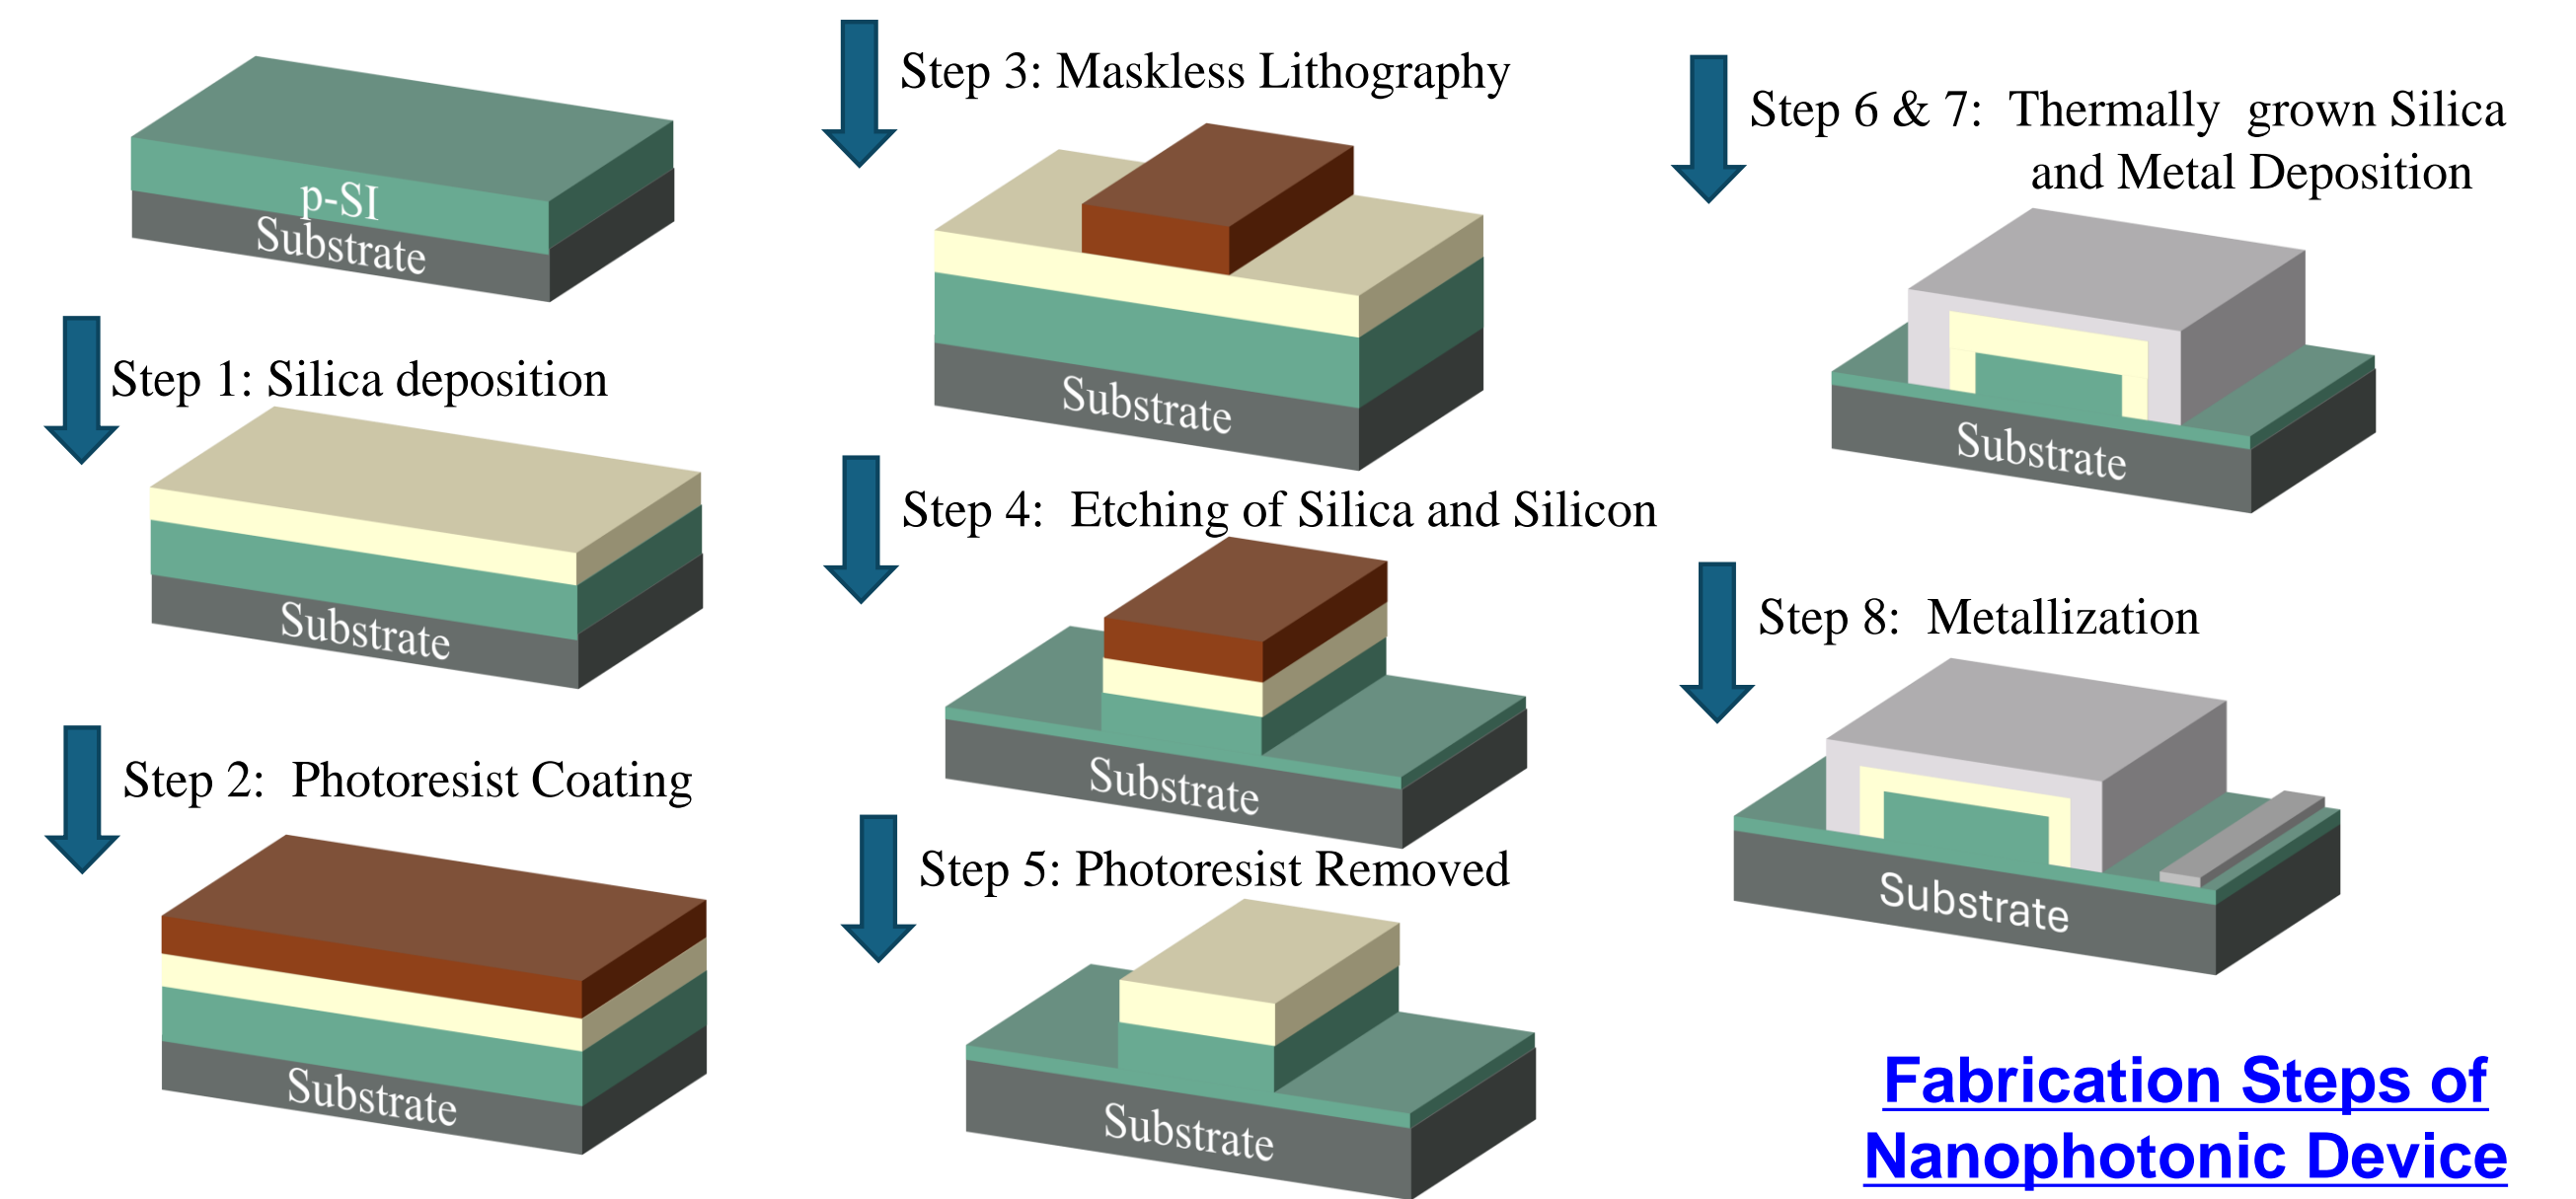 p-SI
Substrate
Step 1: Silica deposition
Substrate
Step 2: Photoresist Coating
Substrate
Step 3: Maskless Lithography
Substrate
Step 4: Etching of Silica and Silicon
Substrate
Step 5: Photoresist Removed
Substrate
Step 6 & 7: Thermally grown Silica
and Metal Deposition
Substrate
Step 8: Metallization
Substrate
Fabrication Steps of
Nanophotonic Device